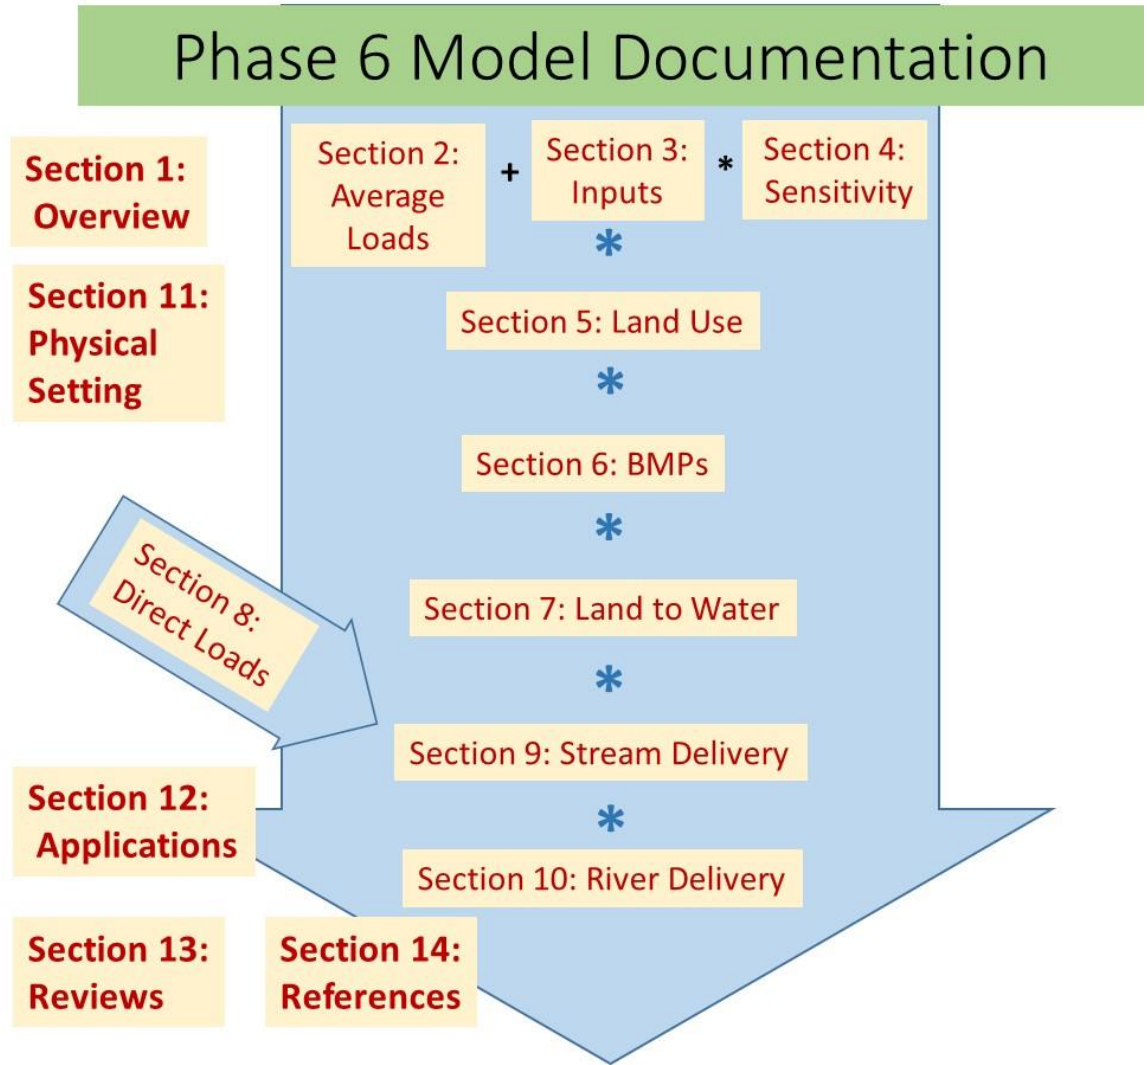 Phase 6 Model Documentation
Section 1:
Overview
Section 2:
Average
Loads
+
Section 3:
Inputs
*
Section 4:
Sensitivity
*
Section 11:
Physical
Setting
Section 5: Land Use
*
Section 6: BMPs
*
Section 8:
Direct Loads
Section 7: Land to Water
*
Section 9: Stream Delivery
*
Section 12:
Applications
Section 10: River Delivery
Section 13:
Reviews
Section 14:
References